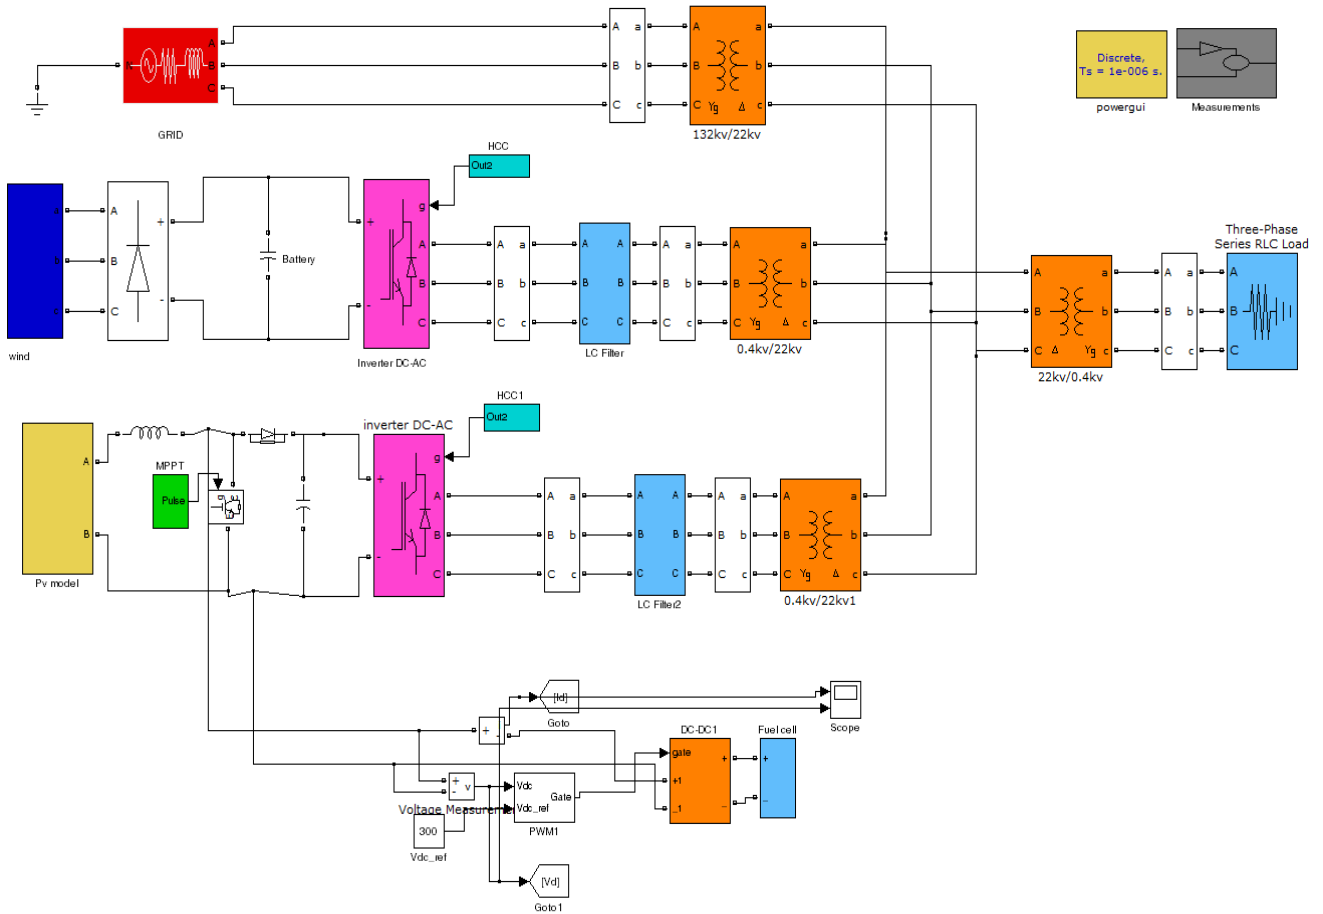 A a A a
N A
B B b B b
C
C c C Yg Δ c
GRID
132kv/22kv
Discrete,
Ts = 1e-006 s.
powergui
Measurements
HCC
Out2
g
A
+
B
-
C
Battery
+
A
B
-
C
wind
Inverter DC-AC
A a
B b
C c
A A
B B
C C
LC Filter
A a
B b
C c
A a
B b
C Yg Δ c
0.4kv/22kv
A a
B b
C Δ Yg c
22kv/0.4kv
A a
B b
C c
Three-Phase
Series RLC Load
A
B
C
HCC1
Out2
inverter DC-AC
g
+
A
B
-
C
A
B
Pv model
MPPT
Pulse
A a
B b
C c
A A
B B
C C
LC Filter2
A a
B b
C c
A a
B b
C Yg Δ c
0.4kv/22kv1
[Id]
Goto
Scope
+
-
DC-DC1
gate
+
+1
_1
–
Fuel cell
+
–
+
-
v
Voltage Measuremen
Vdc
Gate
Vdc_ref
PWM1
300
Vdc_ref
[Vd]
Goto1